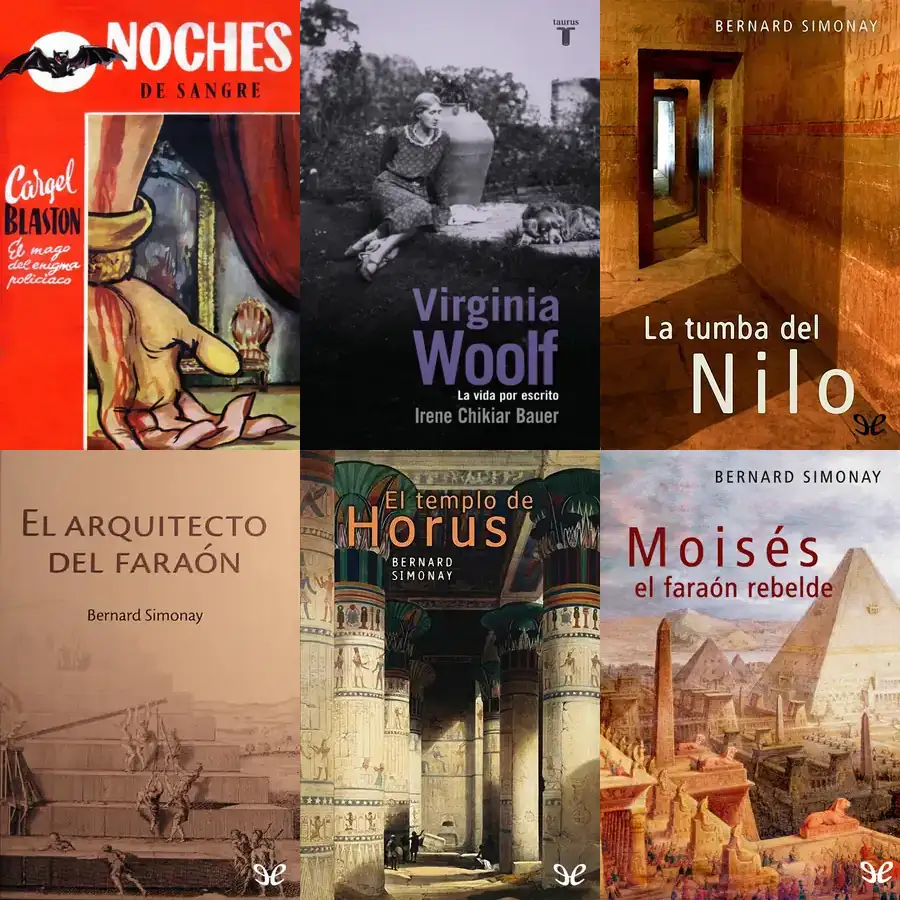 NOCHES
DE SANGRE
Cargel
BLASTON
El mago
del enigma
policíaco
taurus
T
Virginia
Woolf
La vida por escrito
Irene Chikiar Bauer
BERNARD SIMONAY
La tumba del
Nilo
EL ARQUITECTO
DEL FARAÓN
Bernard Simonay
El templo de
Horus
BERNARD
SIMONAY
BERNARD SIMONAY
Moisés
el faraón rebelde